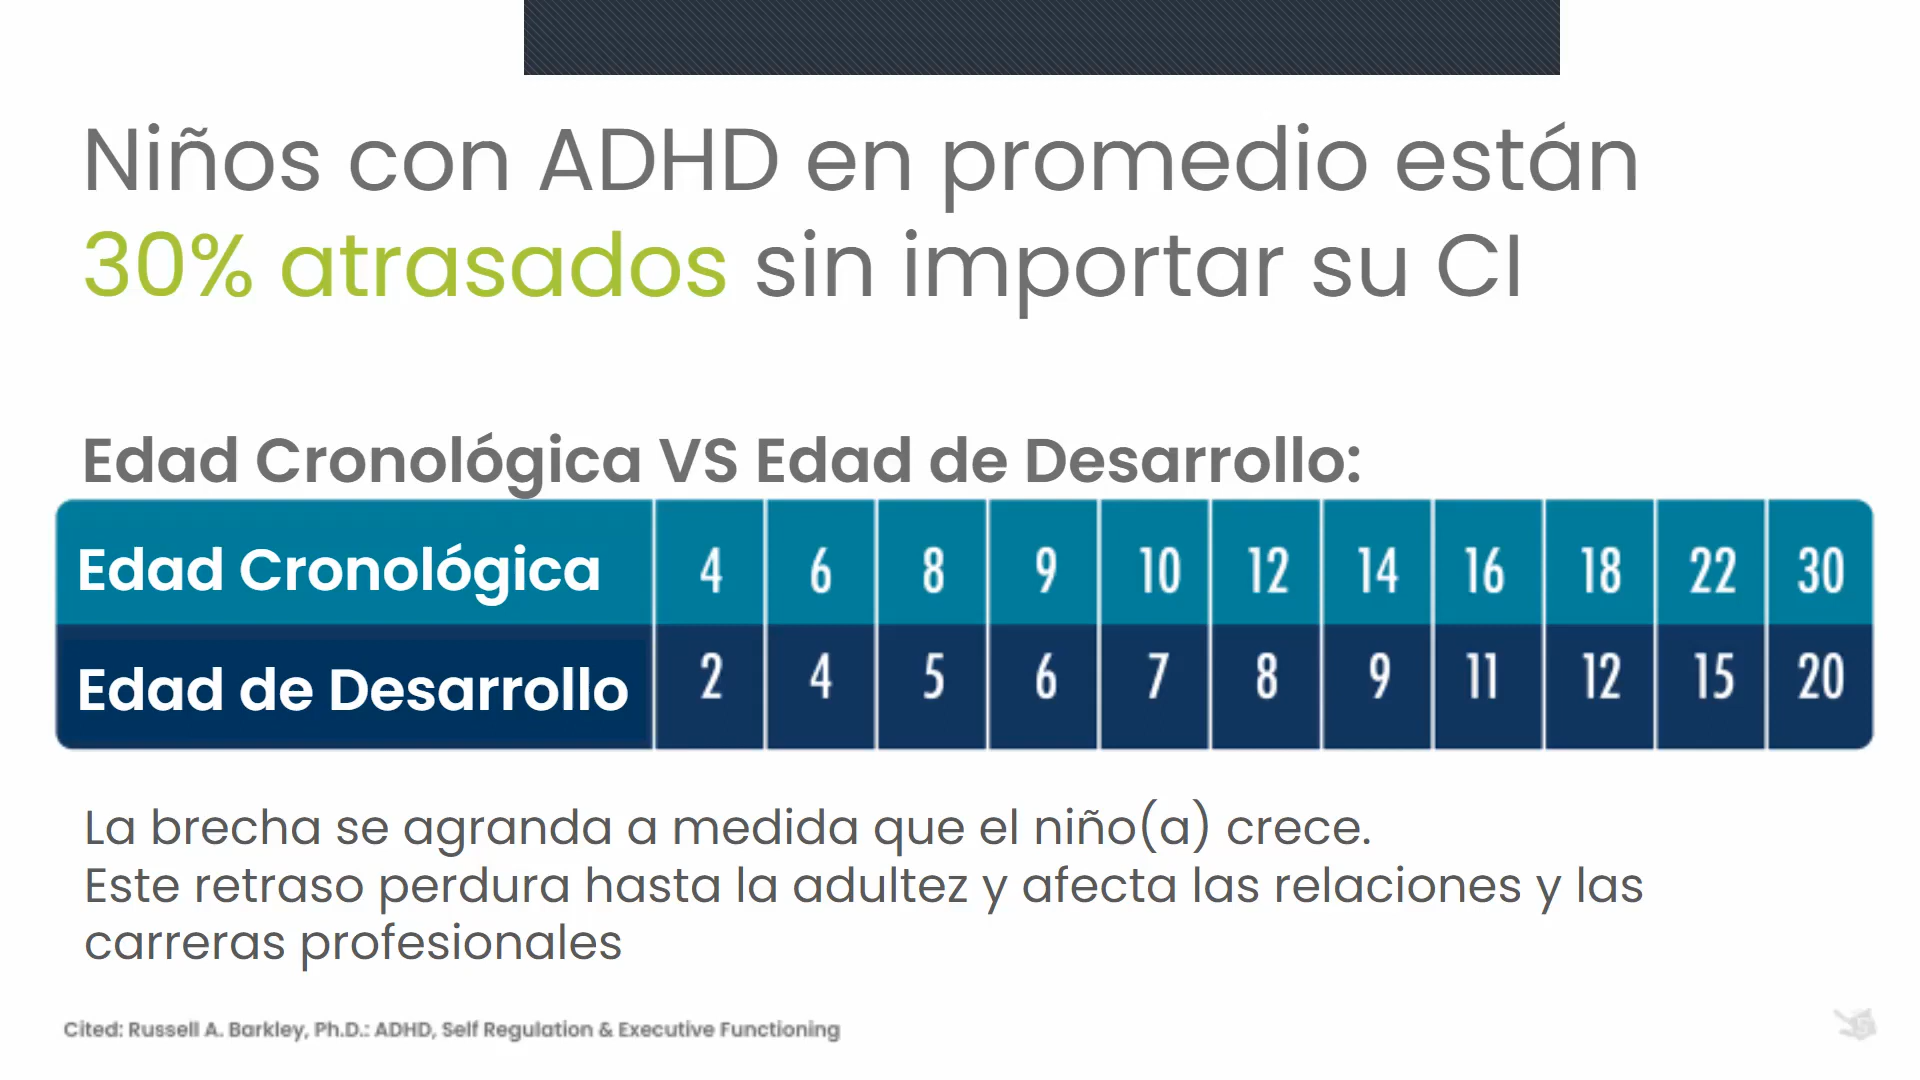 Niños con ADHD en promedio están
30% atrasados sin importar su CI
Edad Cronológica VS Edad de Desarrollo:
Edad Cronológica 4 6 8 9 10 12 14 16 18 22 30
Edad de Desarrollo 2 4 5 6 7 8 9 11 12 15 20
La brecha se agranda a medida que el niño(a) crece.
Este retraso perdura hasta la adultez y afecta las relaciones y las
carreras profesionales
Cited: Russell A. Barkley, Ph.D.: ADHD, Self Regulation & Executive Functioning